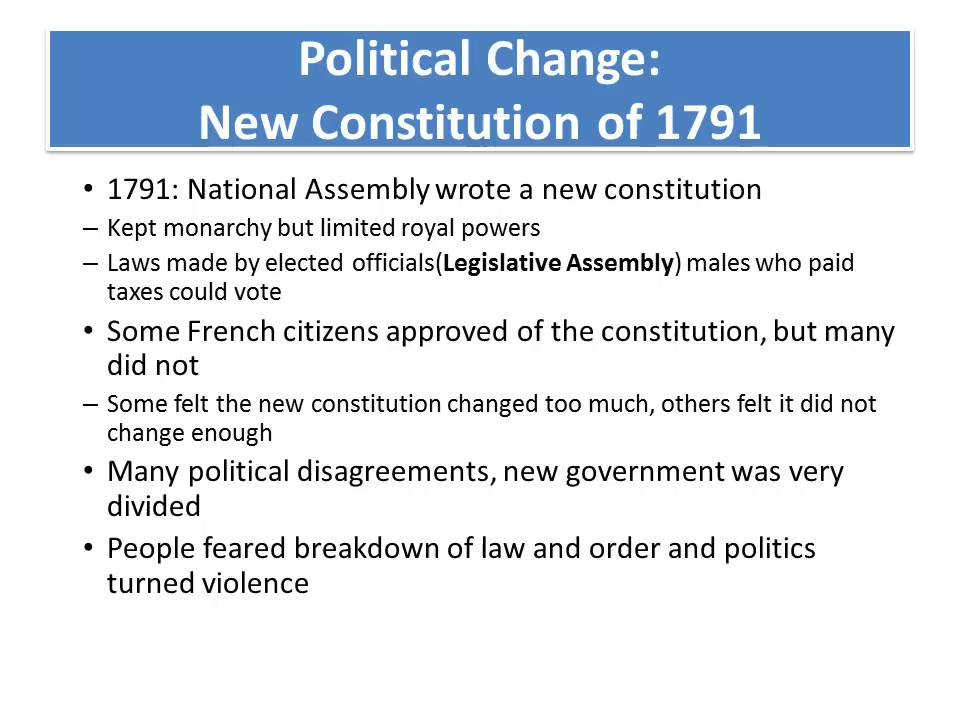 Political Change:
New Constitution of 1791
• 1791: National Assembly wrote a new constitution
– Kept monarchy but limited royal powers
– Laws made by elected officials(Legislative Assembly) males who paid
taxes could vote
• Some French citizens approved of the constitution, but many
did not
– Some felt the new constitution changed too much, others felt it did not
change enough
• Many political disagreements, new government was very
divided
• People feared breakdown of law and order and politics
turned violence